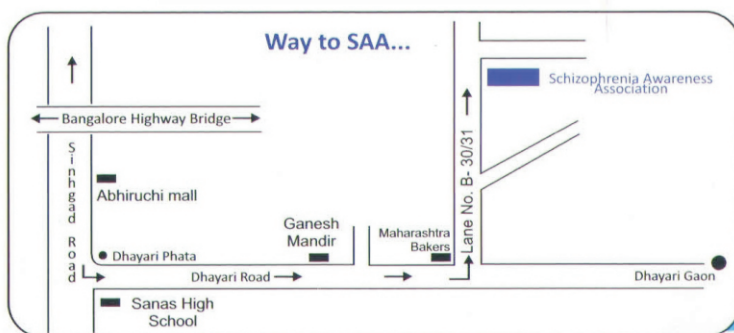 Way to SAA...
Schizophrenia Awareness
Association
Bangalore Highway Bridge
Sinhgad Road
Abhiruchi mall
Lane No. B- 30/31
Ganesh
Mandir
Maharashtra
Bakers
Dhayari Phata
Dhayari Road
Dhayari Gaon
Sanas High
School